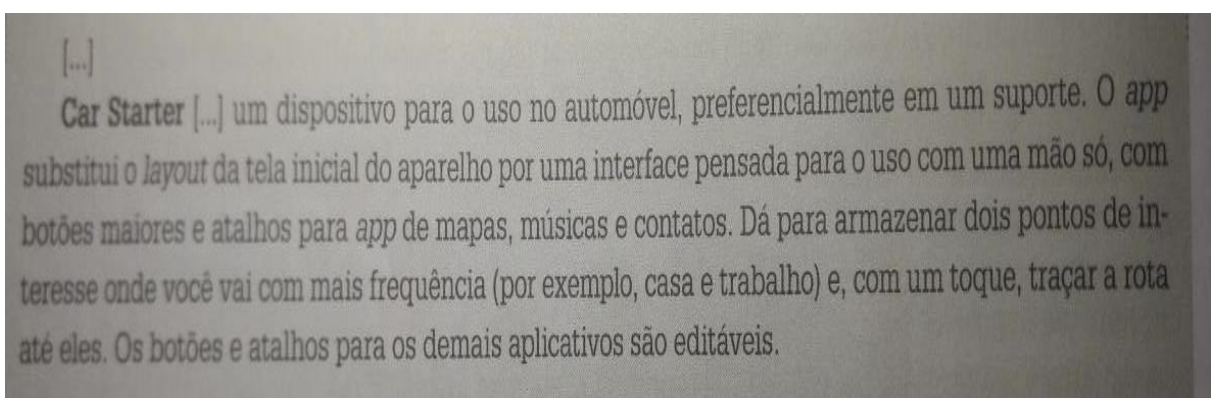 [...]
Car Starter [...] um dispositivo para o uso no automóvel, preferencialmente em um suporte. O app
substitui o layout da tela inicial do aparelho por uma interface pensada para o uso com uma mão só, com
botões maiores e atalhos para app de mapas, músicas e contatos. Dá para armazenar dois pontos de in-
teresse onde você vai com mais frequência (por exemplo, casa e trabalho) e, com um toque, traçar a rota
até eles. Os botões e atalhos para os demais aplicativos são editáveis.